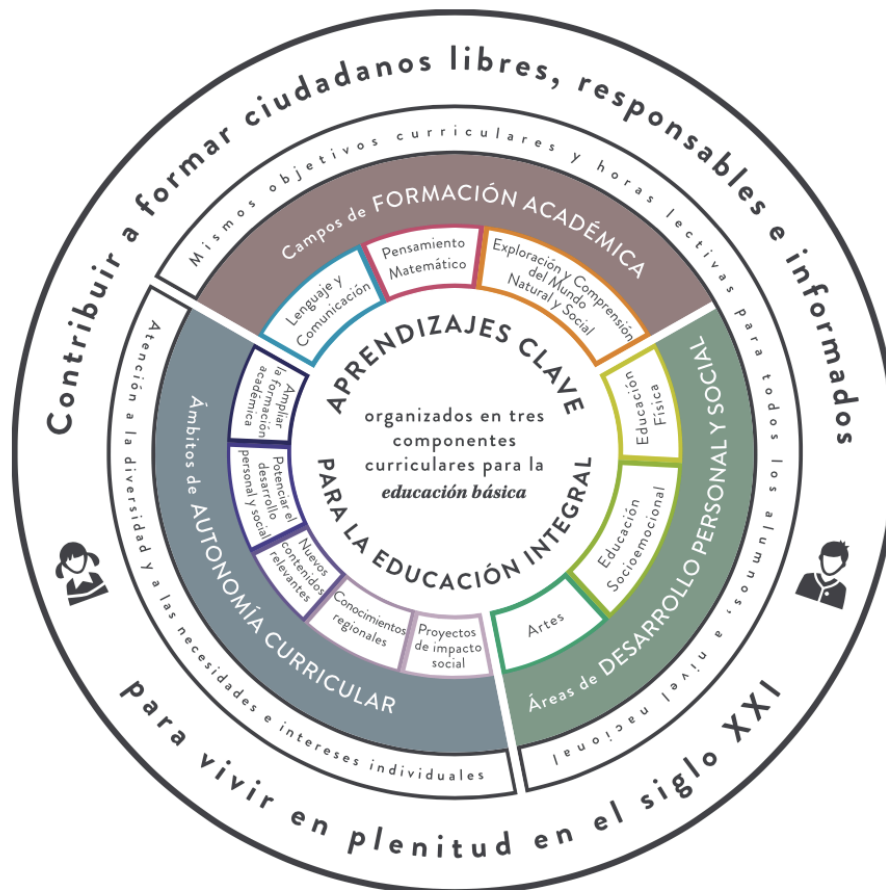 Contribuir a formar ciudadanos libres, responsables e informados
para vivir en plenitud en el siglo XXI
Mismos objetivos curriculares y horas lectivas para todos los alumnos, a nivel nacional
Atención a la diversidad y a las necesidades e intereses individuales
Campos de FORMACIÓN ACADÉMICA
Lenguaje y
Comunicación
Pensamiento
Matemático
Exploración y Comprensión
del Mundo
Natural y Social
Áreas de DESARROLLO PERSONAL Y SOCIAL
Educación
Física
Educación
Socioemocional
Artes
Ámbitos de AUTONOMÍA CURRICULAR
Ampliar
la formación
académica
Potenciar el
desarrollo
personal y social
Nuevos
contenidos
relevantes
Conocimientos
regionales
Proyectos
de impacto
social
APRENDIZAJES CLAVE
organizados en tres
componentes
curriculares para la
educación básica
PARA LA EDUCACIÓN INTEGRAL